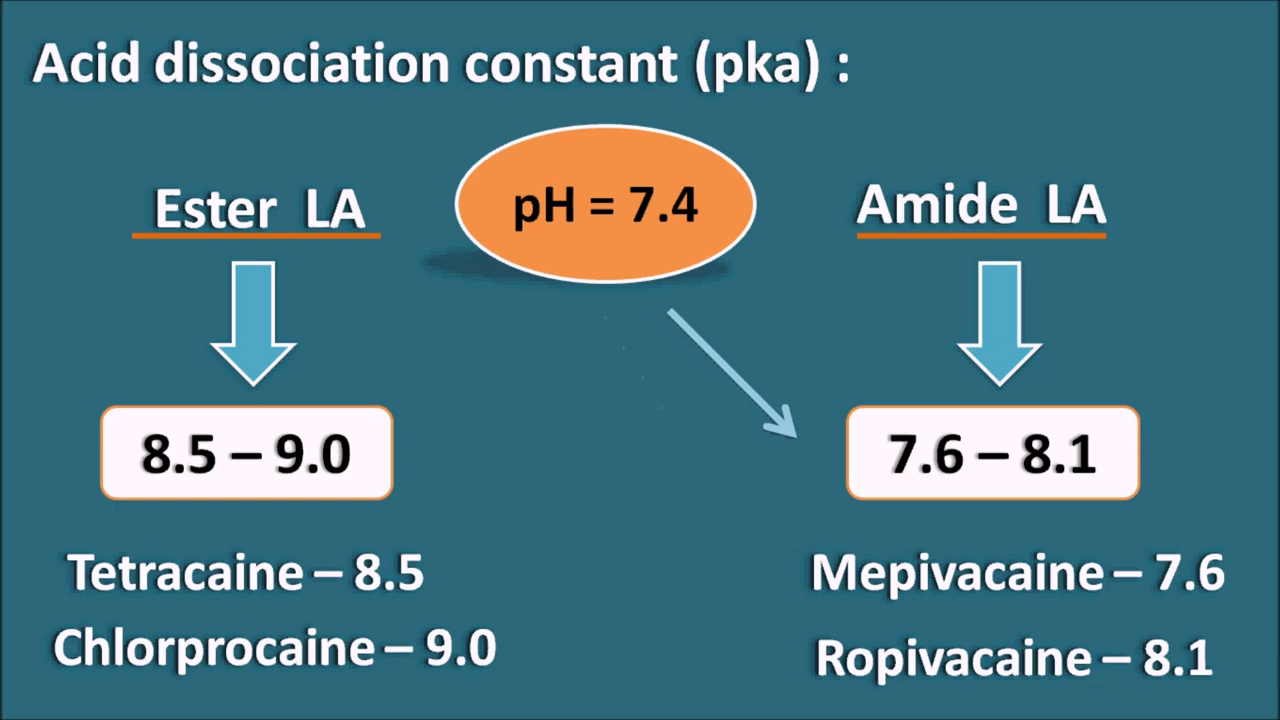 Acid dissociation constant (pka) :
Ester LA
pH = 7.4
Amide LA
8.5 – 9.0
7.6 – 8.1
Tetracaine – 8.5
Mepivacaine – 7.6
Chlorprocaine – 9.0
Ropivacaine – 8.1